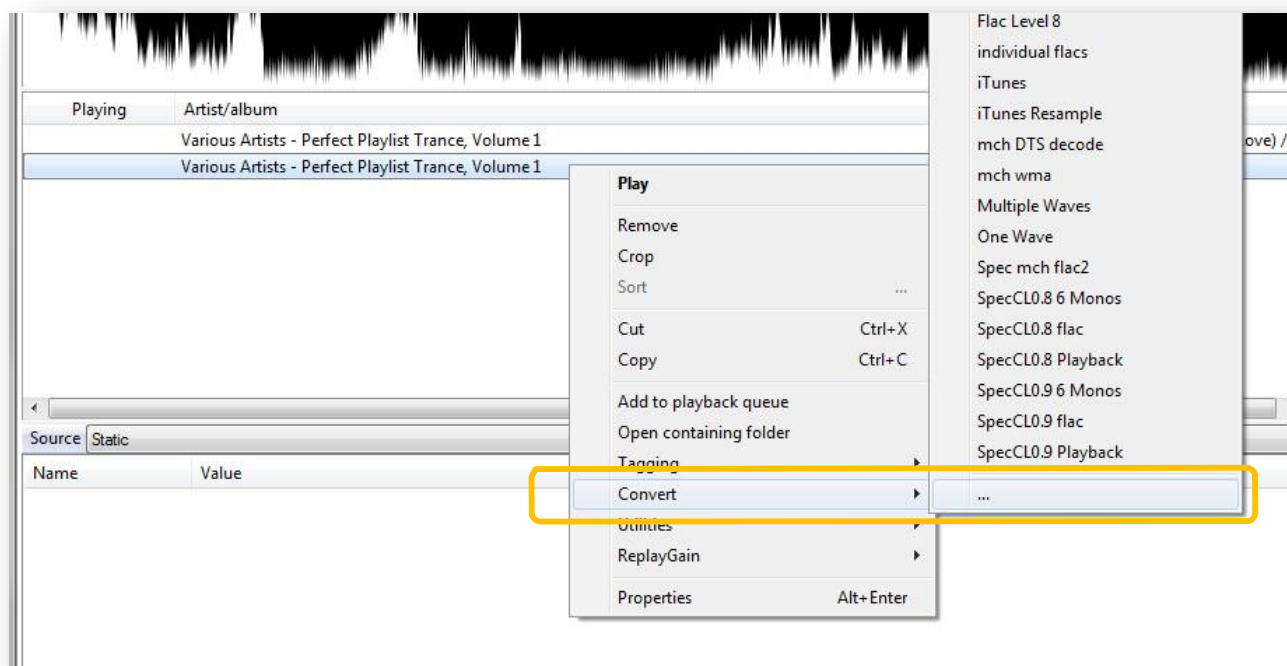 Playing Artist/album
Various Artists - Perfect Playlist Trance, Volume 1
ove) /
Various Artists - Perfect Playlist Trance, Volume 1
Play
Remove
Crop
Sort ...
Cut Ctrl+X
Copy Ctrl+C
Add to playback queue
Open containing folder
Tagging
Convert
Utilities
ReplayGain
Properties Alt+Enter
Flac Level 8
individual flacs
iTunes
iTunes Resample
mch DTS decode
mch wma
Multiple Waves
One Wave
Spec mch flac2
SpecCL0.8 6 Monos
SpecCL0.8 flac
SpecCL0.8 Playback
SpecCL0.9 6 Monos
SpecCL0.9 flac
SpecCL0.9 Playback
...
Source Static
Name Value